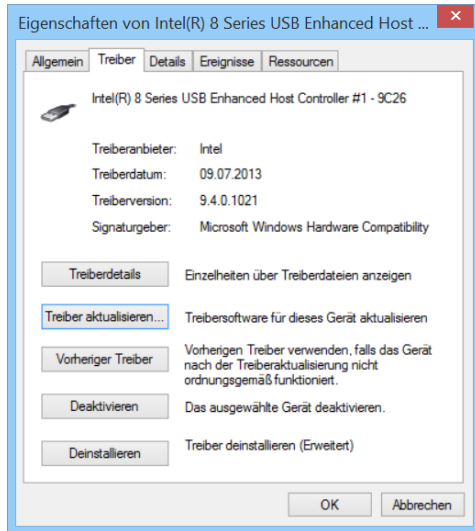 Eigenschaften von Intel(R) 8 Series USB Enhanced Host ...
Allgemein Treiber Details Ereignisse Ressourcen
Intel(R) 8 Series USB Enhanced Host Controller #1 - 9C26
Treiberanbieter: Intel
Treiberdatum: 09.07.2013
Treiberversion: 9.4.0.1021
Signaturgeber: Microsoft Windows Hardware Compatibility
Treiberdetails Einzelheiten über Treiberdateien anzeigen
Treiber aktualisieren... Treibersoftware für dieses Gerät aktualisieren
Vorheriger Treiber Vorherigen Treiber verwenden, falls das Gerät
nach der Treiberaktualisierung nicht
ordnungsgemäß funktioniert.
Deaktivieren Das ausgewählte Gerät deaktivieren.
Deinstallieren Treiber deinstallieren (Erweitert)
OK Abbrechen